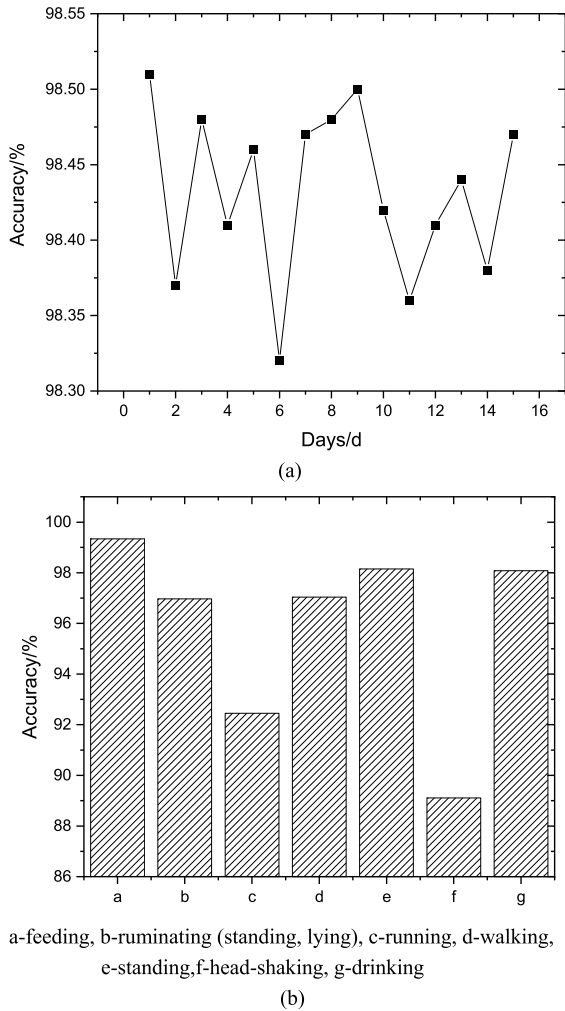 98.55
98.50
98.45
98.40
98.35
98.30
Accuracy/%
0 2 4 6 8 10 12 14 16
Days/d
(a)
100
98
96
94
92
90
88
86
Accuracy/%
a b c d e f g
a-feeding, b-ruminating (standing, lying), c-running, d-walking,
e-standing,f-head-shaking, g-drinking
(b)